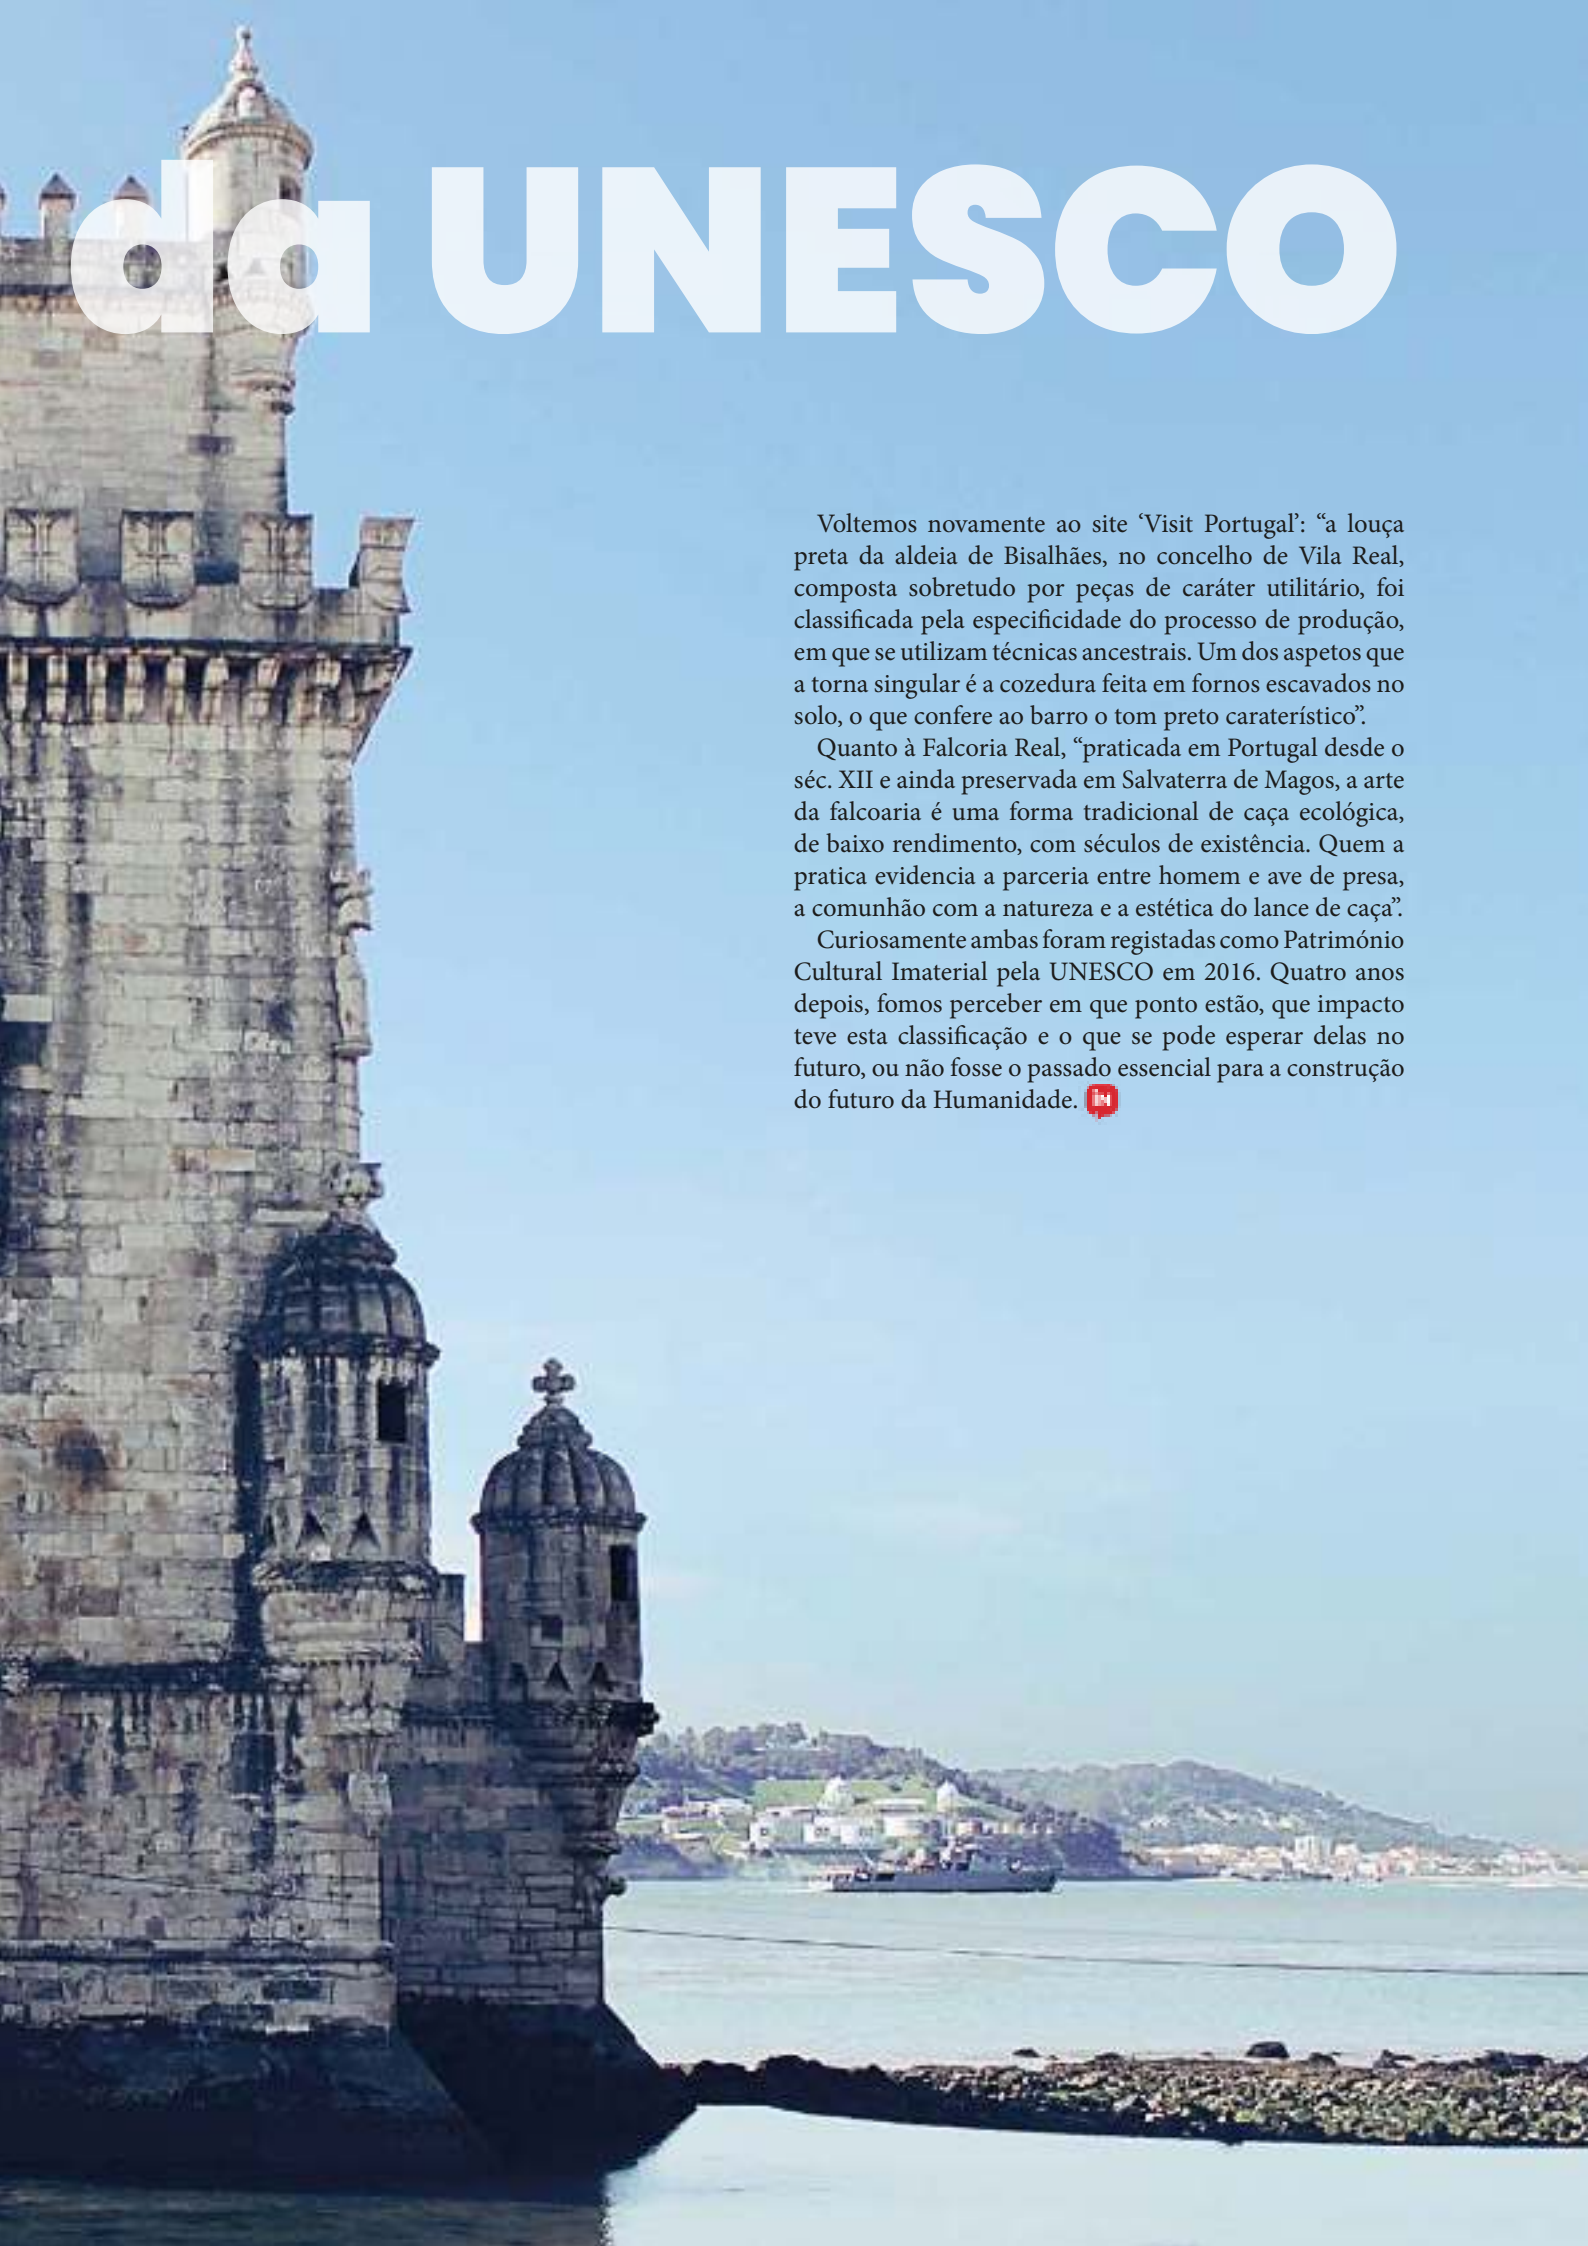 da UNESCO
Voltemos novamente ao site ‘Visit Portugal’: “a louça
preta da aldeia de Bisalhães, no concelho de Vila Real,
composta sobretudo por peças de caráter utilitário, foi
classificada pela especificidade do processo de produção,
em que se utilizam técnicas ancestrais. Um dos aspetos que
a torna singular é a cozedura feita em fornos escavados no
solo, o que confere ao barro o tom preto caraterístico”.
Quanto à Falcoria Real, “praticada em Portugal desde o
séc. XII e ainda preservada em Salvaterra de Magos, a arte
da falcoaria é uma forma tradicional de caça ecológica,
de baixo rendimento, com séculos de existência. Quem a
pratica evidencia a parceria entre homem e ave de presa,
a comunhão com a natureza e a estética do lance de caça”.
Curiosamente ambas foram registadas como Património
Cultural Imaterial pela UNESCO em 2016. Quatro anos
depois, fomos perceber em que ponto estão, que impacto
teve esta classificação e o que se pode esperar delas no
futuro, ou não fosse o passado essencial para a construção
do futuro da Humanidade. IN